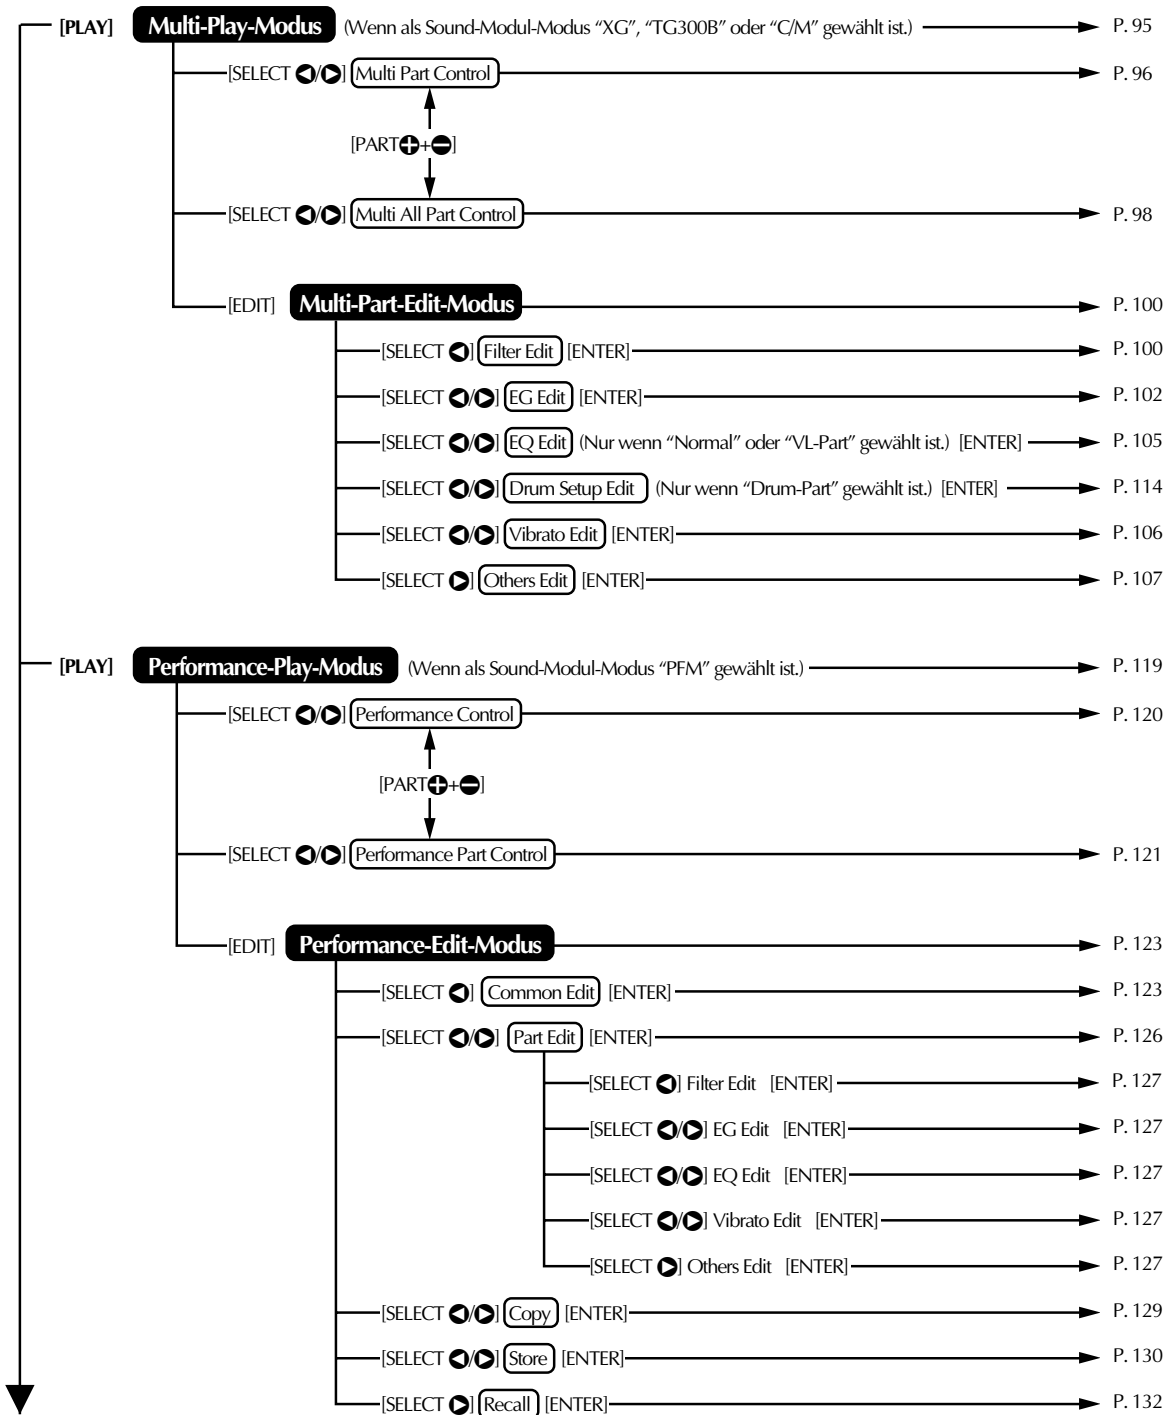 [PLAY] Multi-Play-Modus (Wenn als Sound-Modul-Modus “XG”, “TG300B” oder “C/M” gewählt ist.) P. 95
[SELECT ◀/▶] Multi Part Control P. 96
[PART+ + −]
[SELECT ◀/▶] Multi All Part Control P. 98
[EDIT] Multi-Part-Edit-Modus P. 100
[SELECT ◀] Filter Edit [ENTER] P. 100
[SELECT ◀/▶] EG Edit [ENTER] P. 102
[SELECT ◀/▶] EQ Edit (Nur wenn “Normal” oder “VL-Part” gewählt ist.) [ENTER] P. 105
[SELECT ◀/▶] Drum Setup Edit (Nur wenn “Drum-Part” gewählt ist.) [ENTER] P. 114
[SELECT ◀/▶] Vibrato Edit [ENTER] P. 106
[SELECT ▶] Others Edit [ENTER] P. 107
[PLAY] Performance-Play-Modus (Wenn als Sound-Modul-Modus “PFM” gewählt ist.) P. 119
[SELECT ◀/▶] Performance Control P. 120
[PART+ + −]
[SELECT ◀/▶] Performance Part Control P. 121
[EDIT] Performance-Edit-Modus P. 123
[SELECT ◀] Common Edit [ENTER] P. 123
[SELECT ◀/▶] Part Edit [ENTER] P. 126
[SELECT ◀] Filter Edit [ENTER] P. 127
[SELECT ◀/▶] EG Edit [ENTER] P. 127
[SELECT ◀/▶] EQ Edit [ENTER] P. 127
[SELECT ◀/▶] Vibrato Edit [ENTER] P. 127
[SELECT ▶] Others Edit [ENTER] P. 127
[SELECT ◀/▶] Copy [ENTER] P. 129
[SELECT ◀/▶] Store [ENTER] P. 130
[SELECT ▶] Recall [ENTER] P. 132